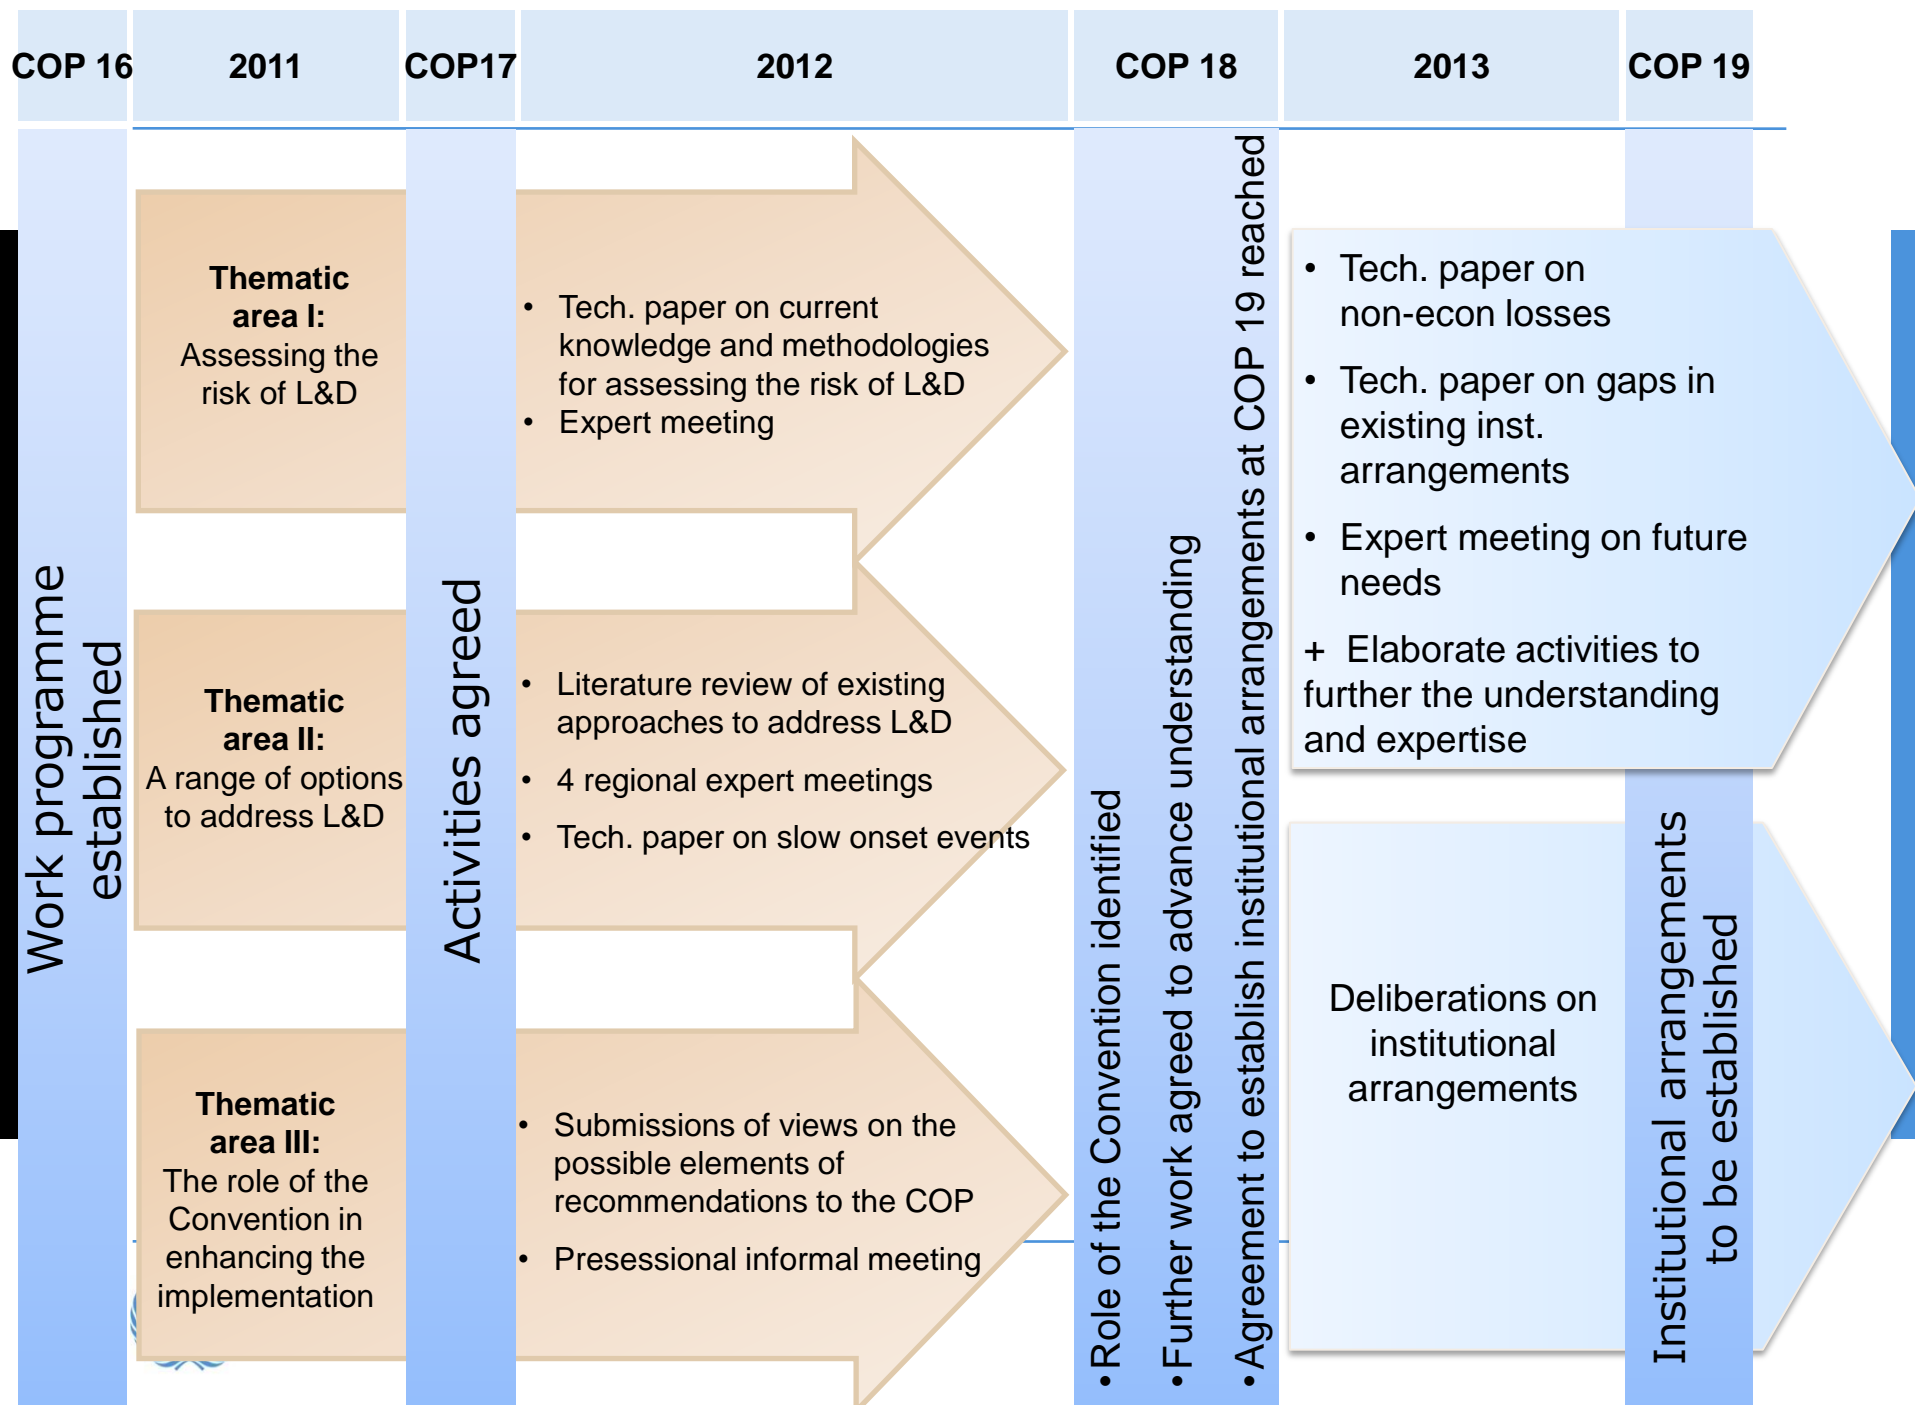 COP 16
2011
COP17
2012
COP 18
2013
COP 19
Work programme
established
Thematic
area I:
Assessing the
risk of L&D
Thematic
area II:
A range of options
to address L&D
Thematic
area III:
The role of the
Convention in
enhancing the
implementation
Activities agreed
• Tech. paper on current
knowledge and methodologies
for assessing the risk of L&D
• Expert meeting
• Literature review of existing
approaches to address L&D
• 4 regional expert meetings
• Tech. paper on slow onset events
• Submissions of views on the
possible elements of
recommendations to the COP
• Presessional informal meeting
• Role of the Convention identified
• Further work agreed to advance understanding
• Agreement to establish institutional arrangements at COP 19 reached
• Tech. paper on
non-econ losses
• Tech. paper on gaps in
existing inst.
arrangements
• Expert meeting on future
needs
+ Elaborate activities to
further the understanding
and expertise
Deliberations on
institutional
arrangements
Institutional arrangements
to be established